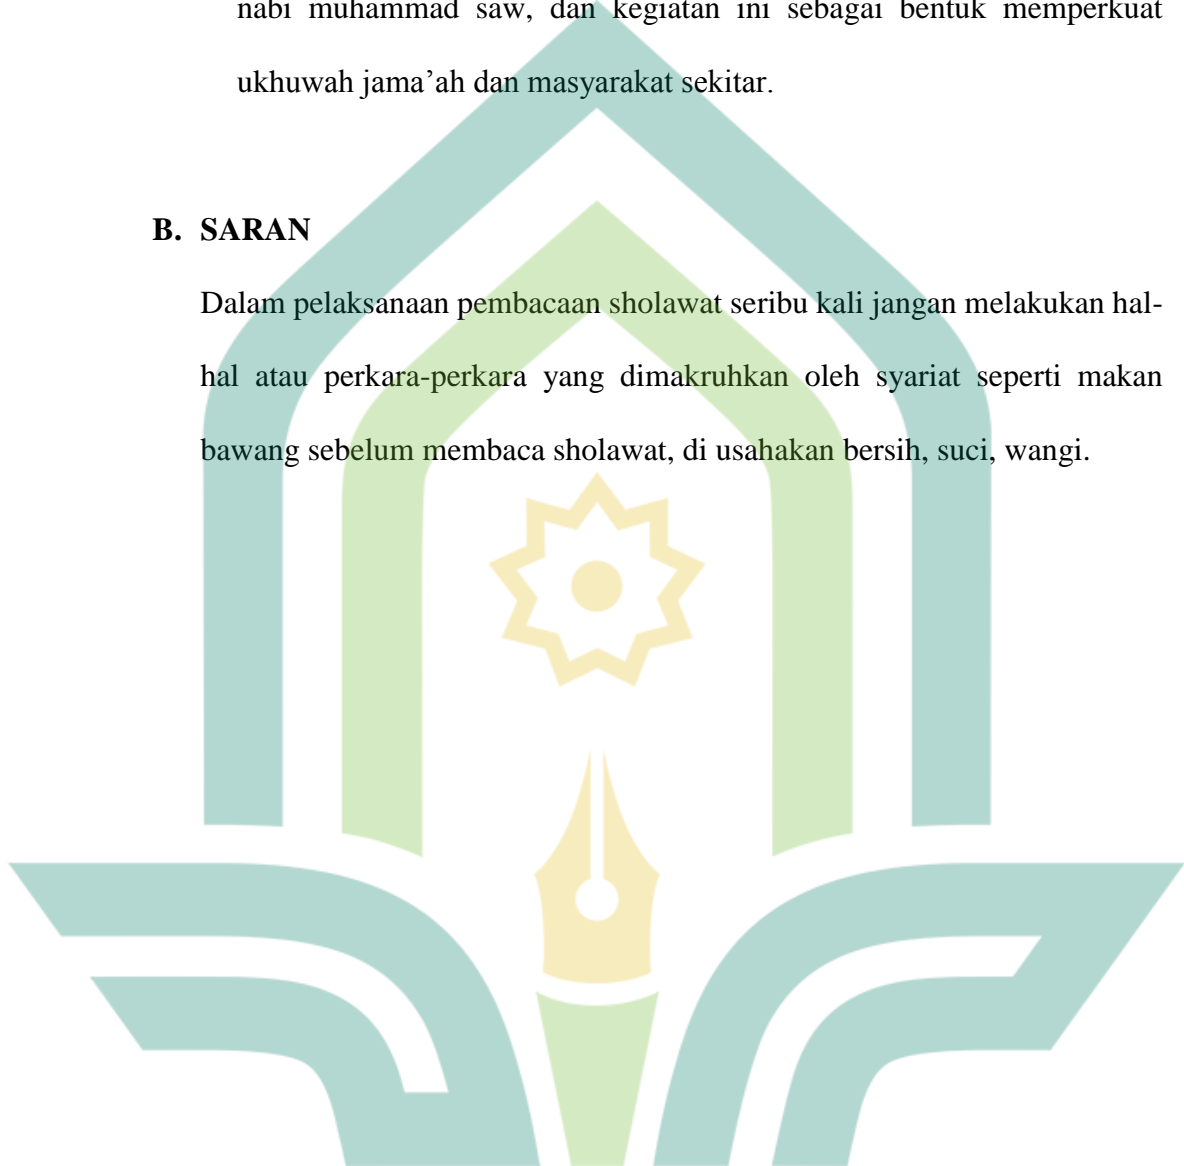 nabi muhammad saw, dan kegiatan ini sebagai bentuk memperkuat
ukhuwah jama’ah dan masyarakat sekitar.
B. SARAN
Dalam pelaksanaan pembacaan sholawat seribu kali jangan melakukan hal-
hal atau perkara-perkara yang dimakruhkan oleh syariat seperti makan
bawang sebelum membaca sholawat, di usahakan bersih, suci, wangi.